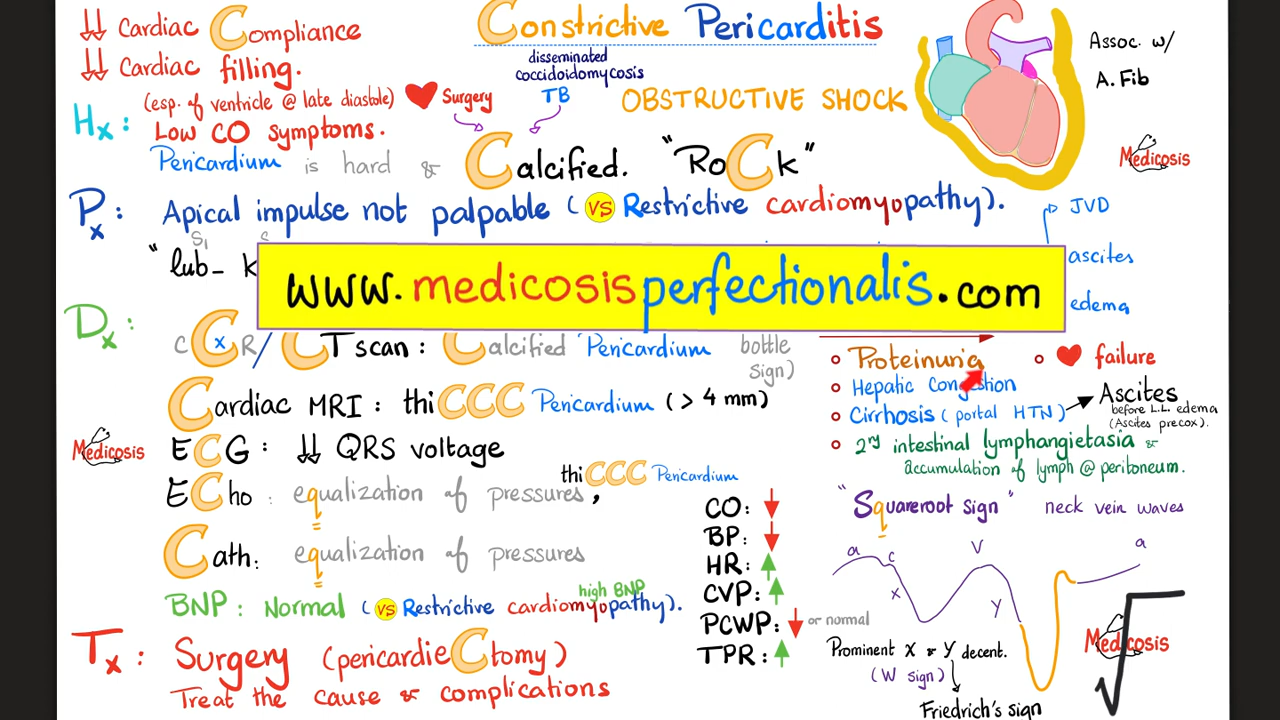 Constrictive Pericarditis
↓↓ Cardiac Compliance
↓↓ Cardiac filling.
(esp. of ventricle @ late diastole)
Hx: Low CO symptoms.
Surgery
disseminated
coccidoidomycosis
TB
OBSTRUCTIVE SHOCK
Assoc. w/
A. Fib
Medicosis
Pericardium is hard & Calcified. "RoCk"
Px: Apical impulse not palpable (vs Restrictive cardiomyopathy).
JVD
ascites
edema
S1
"lub- k
www.medicosisperfectionalis.com
Dx: CxR / CT scan: Calcified Pericardium
bottle
sign)
Cardiac MRI: thiCCC Pericardium (> 4 mm)
Medicosis
ECG: ↓↓ QRS voltage
thiCCC Pericardium
ECho: equalization of pressures,
Cath: equalization of pressures
BNP: Normal (vs Restrictive cardiomyopathy).
high BNP
Tx: Surgery (pericardieCtomy)
Treat the cause & complications
CO: ↓
BP: ↓
HR: ↑
CVP: ↑
PCWP: ↓ or normal
TPR: ↑
Proteinuria
failure
Hepatic Congestion
Cirrhosis (portal HTN)
Ascites
before L.L. edema
(Ascites precox).
2ry intestinal lymphangietasia &
accumulation of lymph @ peritoneum.
"Squareroot sign" neck vein waves
a c x V y a
Prominent X & Y decent.
(W sign)
Friedrich's sign
Medicosis